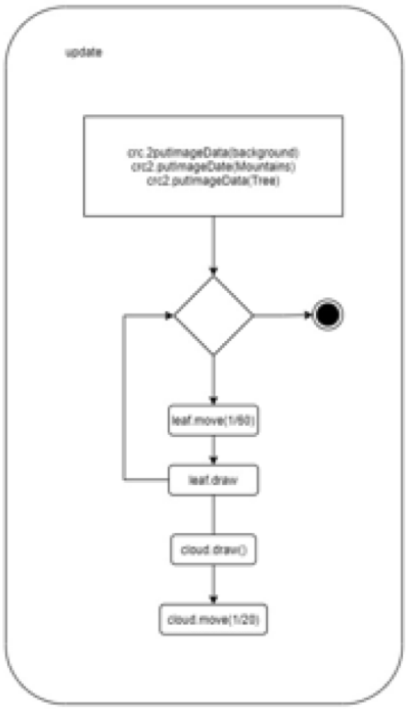 update
crc.2putImageData(background)
crc2.putImageDate(Mountains)
crc2.putImageData(Tree)
leaf.move(1/60)
leaf.draw
cloud.draw()
cloud.move(1/20)